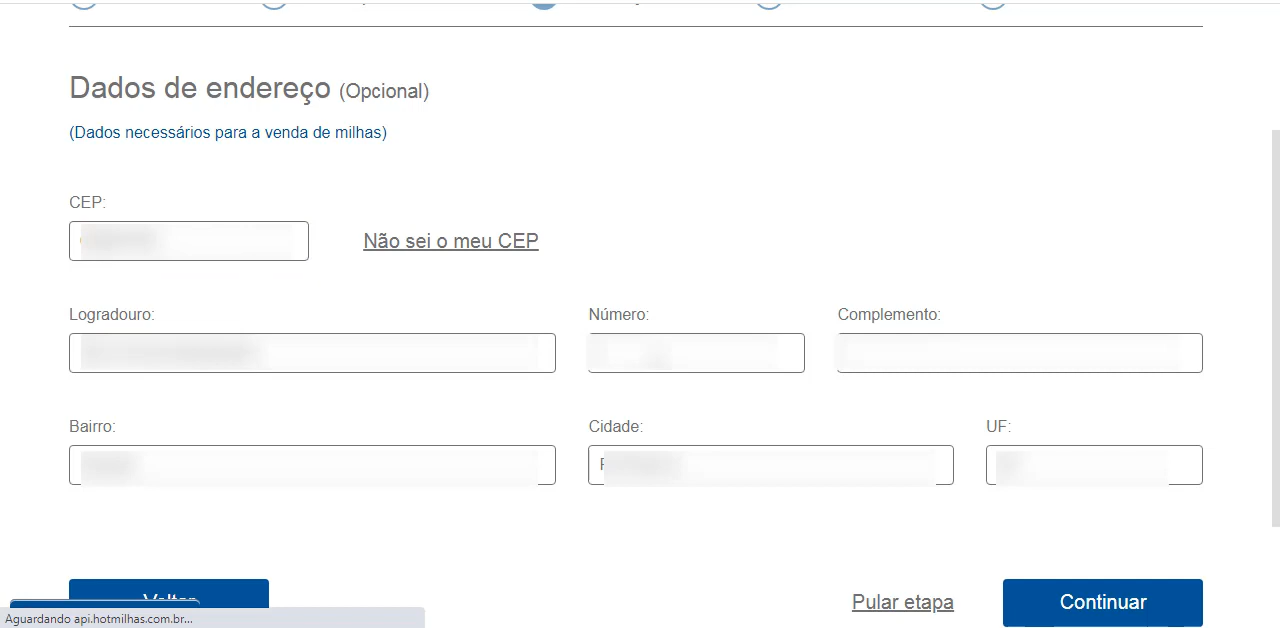 Dados de endereço (Opcional)
(Dados necessários para a venda de milhas)
CEP:
Não sei o meu CEP
Logradouro:
Número:
Complemento:
Bairro:
Cidade:
UF:
Voltar
Pular etapa
Continuar
Aguardando api.hotmilhas.com.br...